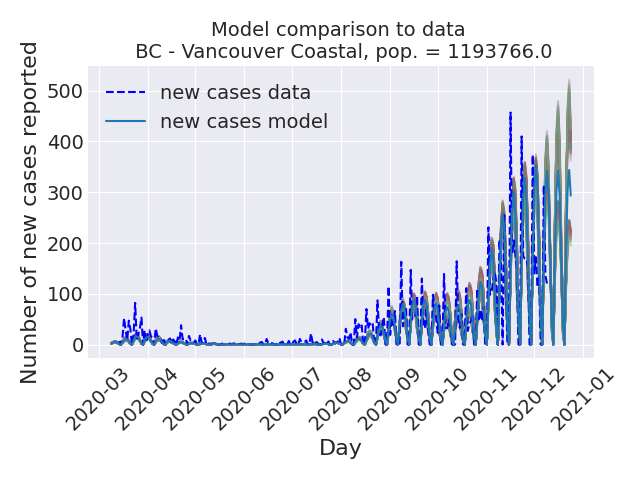 Model comparison to data
BC - Vancouver Coastal, pop. = 1193766.0
Number of new cases reported
500
400
300
200
100
0
new cases data
new cases model
2020-03
2020-04
2020-05
2020-06
2020-07
2020-08
2020-09
2020-10
2020-11
2020-12
2021-01
Day